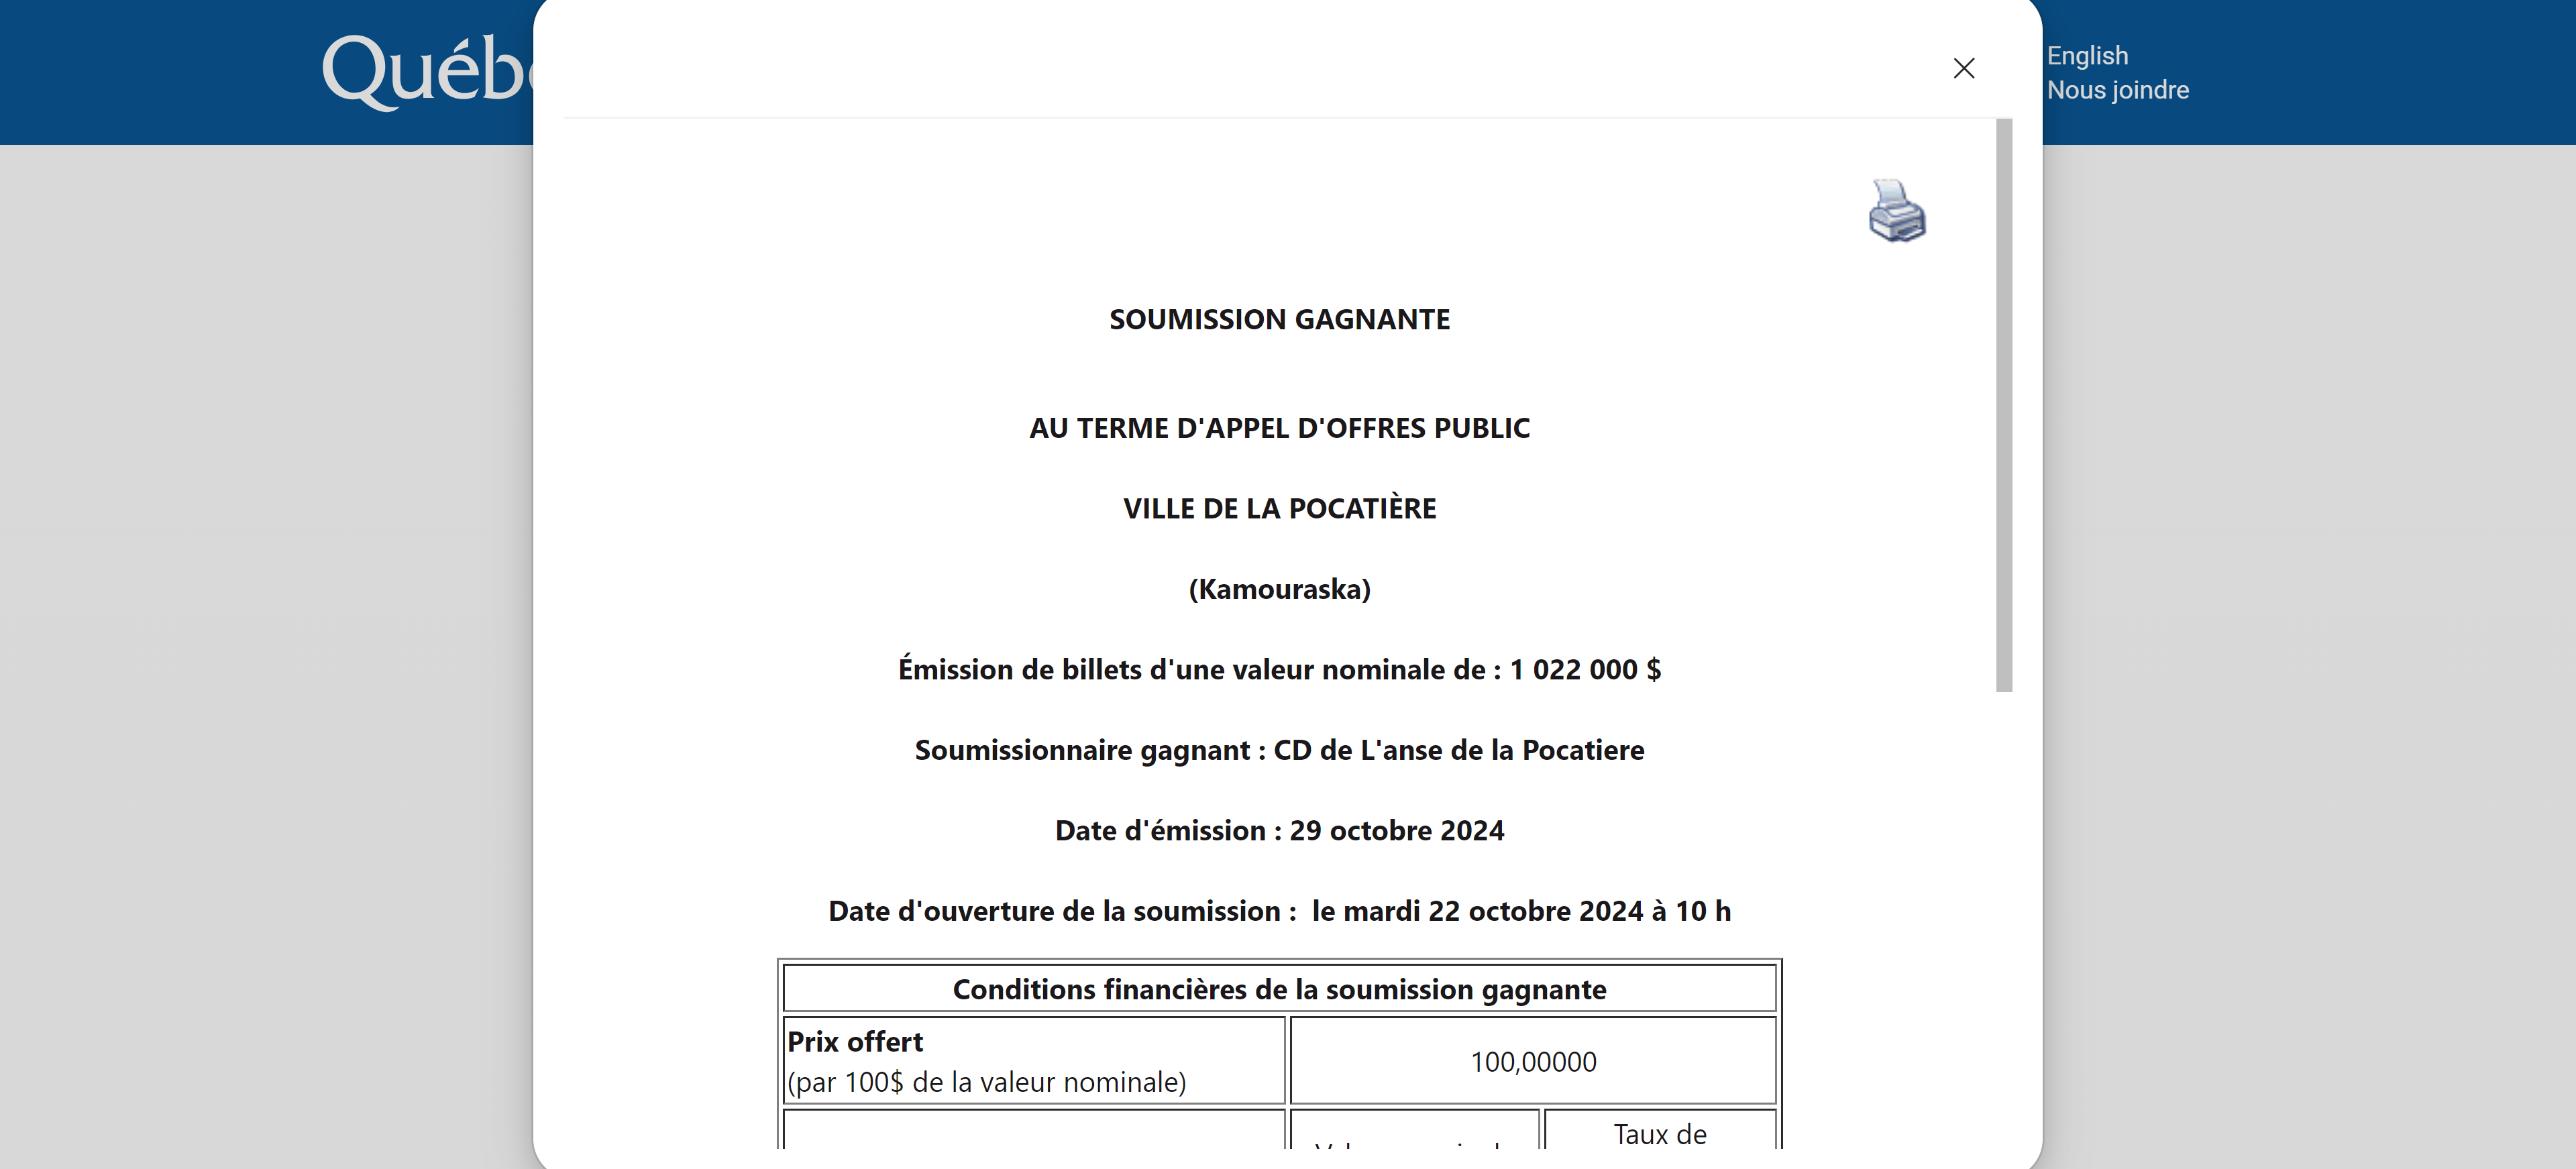 English
Nous joindre
SOUMISSION GAGNANTE
AU TERME D'APPEL D'OFFRES PUBLIC
VILLE DE LA POCATIÈRE
(Kamouraska)
Émission de billets d'une valeur nominale de : 1 022 000 $
Soumissionnaire gagnant : CD de L'anse de la Pocatiere
Date d'émission : 29 octobre 2024
Date d'ouverture de la soumission :  le mardi 22 octobre 2024 à 10 h
Conditions financières de la soumission gagnante
Prix offert
(par 100$ de la valeur nominale)
100,00000
Taux de